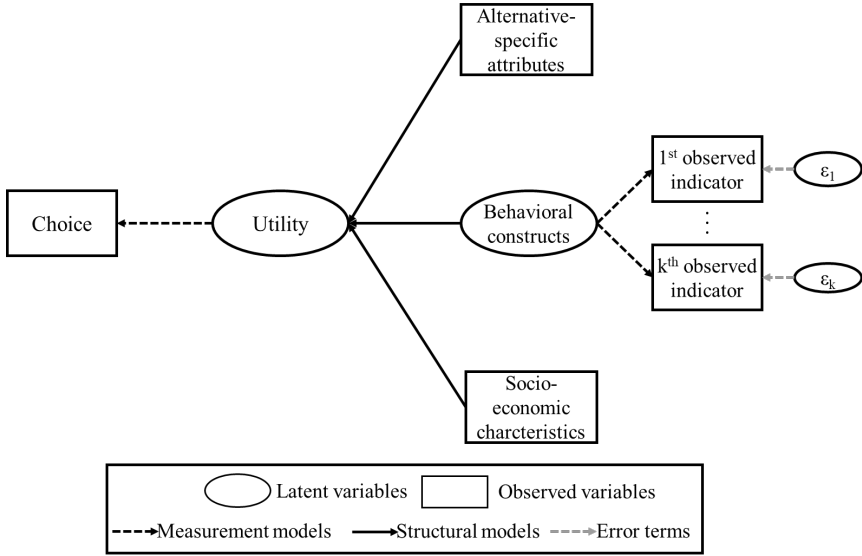 Alternative-
specific
attributes
1st observed
indicator
ε1
Choice
Utility
Behavioral
constructs
⋮
kth observed
indicator
εk
Socio-
economic
charcteristics
Latent variables
Observed variables
Measurement models
Structural models
Error terms